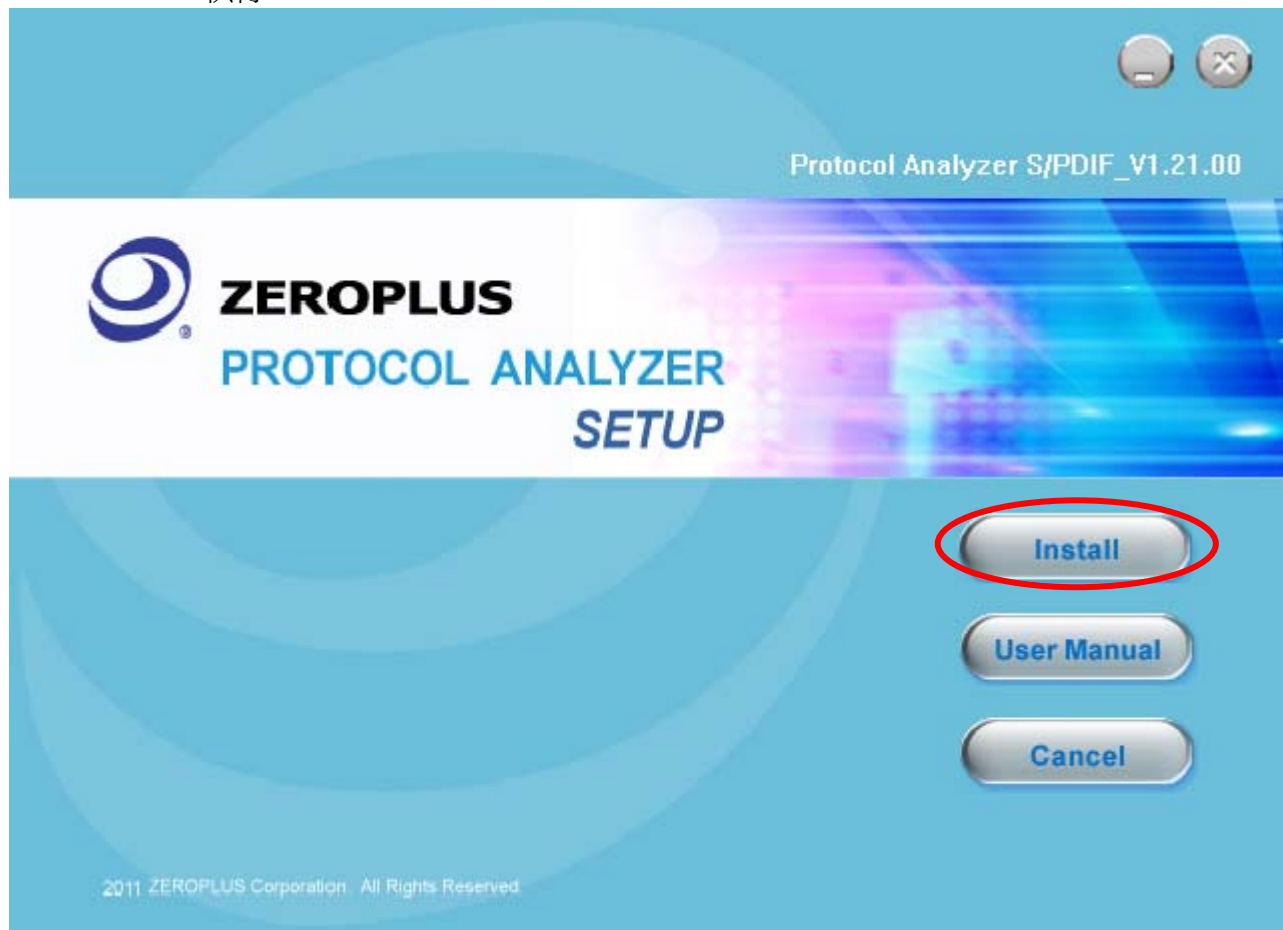 Protocol Analyzer S/PDIF_V1.21.00
ZEROPLUS
®
PROTOCOL ANALYZER
SETUP
Install
User Manual
Cancel
2011 ZEROPLUS Corporation. All Rights Reserved